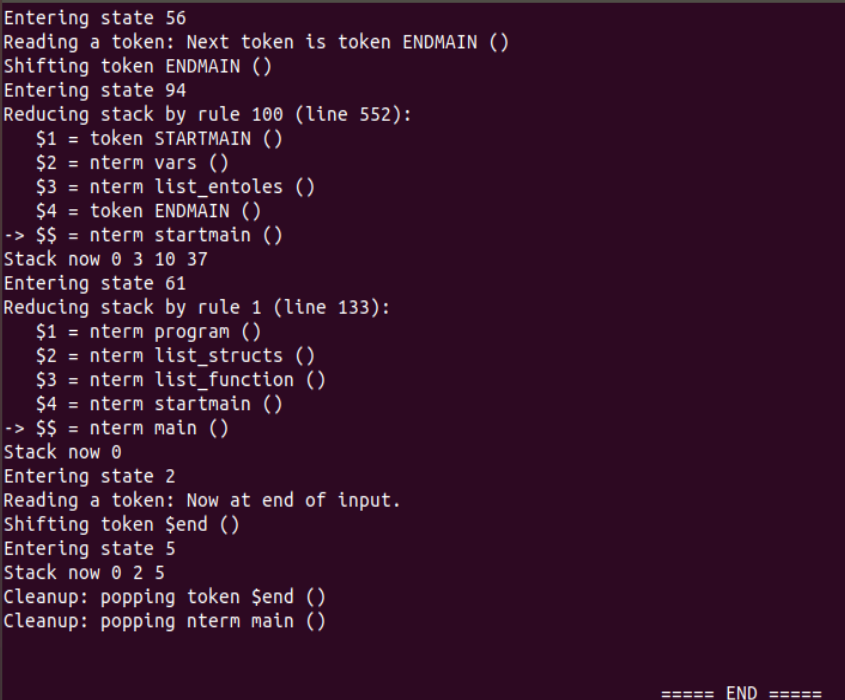 Entering state 56
Reading a token: Next token is token ENDMAIN ()
Shifting token ENDMAIN ()
Entering state 94
Reducing stack by rule 100 (line 552):
   $1 = token STARTMAIN ()
   $2 = nterm vars ()
   $3 = nterm list_entoles ()
   $4 = token ENDMAIN ()
-> $$ = nterm startmain ()
Stack now 0 3 10 37
Entering state 61
Reducing stack by rule 1 (line 133):
   $1 = nterm program ()
   $2 = nterm list_structs ()
   $3 = nterm list_function ()
   $4 = nterm startmain ()
-> $$ = nterm main ()
Stack now 0
Entering state 2
Reading a token: Now at end of input.
Shifting token $end ()
Entering state 5
Stack now 0 2 5
Cleanup: popping token $end ()
Cleanup: popping nterm main ()
===== END =====